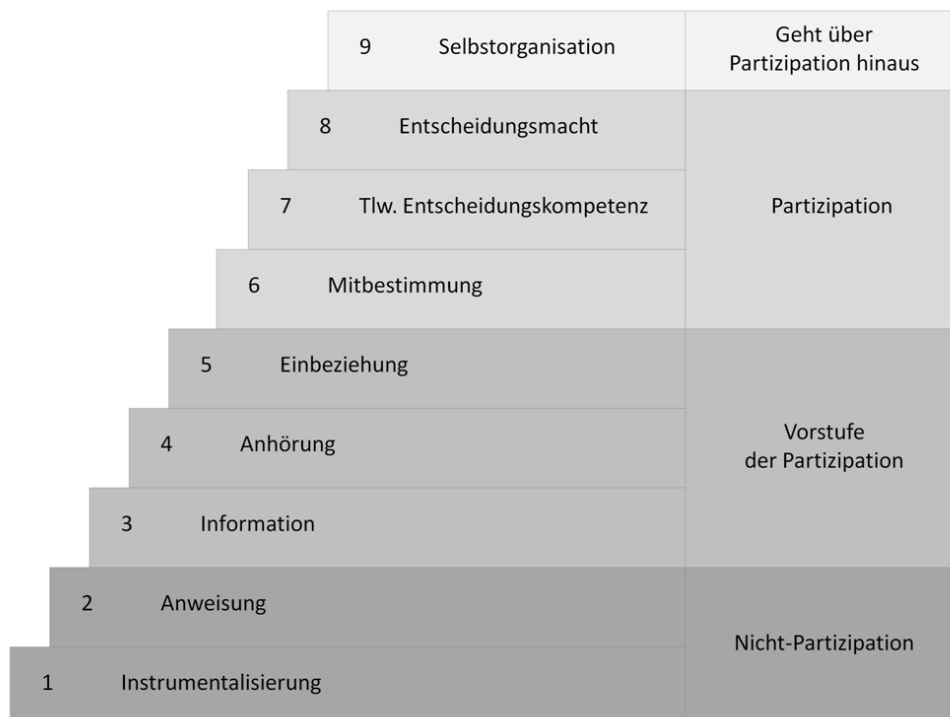 9 Selbstorganisation
Geht über
Partizipation hinaus
8 Entscheidungsmacht
7 Tlw. Entscheidungskompetenz
Partizipation
6 Mitbestimmung
5 Einbeziehung
4 Anhörung
Vorstufe
der Partizipation
3 Information
2 Anweisung
Nicht-Partizipation
1 Instrumentalisierung